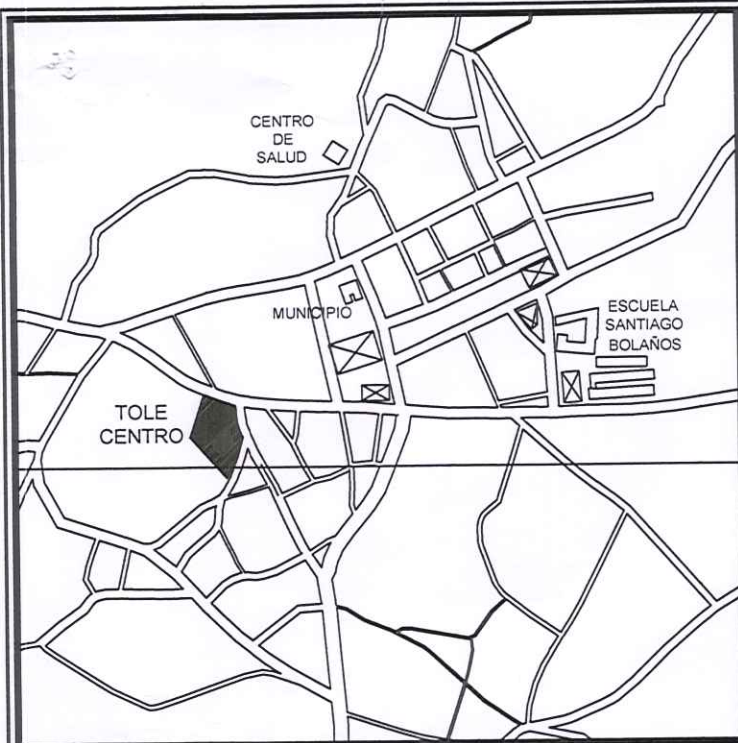 CENTRO
DE
SALUD
MUNICIPIO
ESCUELA
SANTIAGO
BOLAÑOS
TOLE
CENTRO